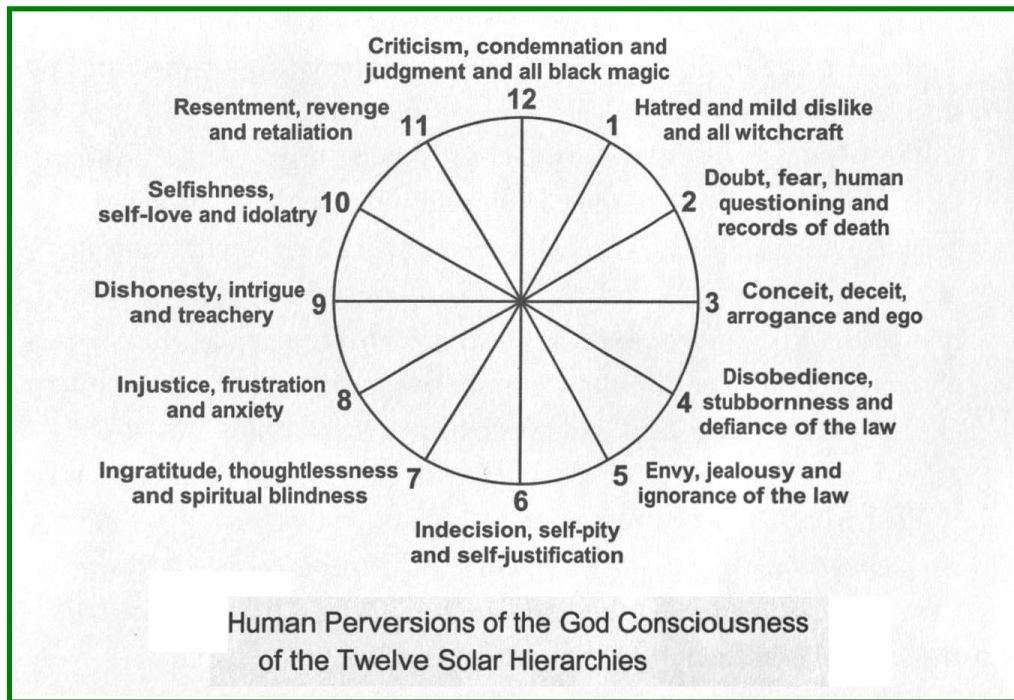 Criticism, condemnation and
judgment and all black magic
12
Hatred and mild dislike
and all witchcraft
1
Doubt, fear, human
questioning and
records of death
2
Conceit, deceit,
arrogance and ego
3
Disobedience,
stubbornness and
defiance of the law
4
Envy, jealousy and
ignorance of the law
5
6
Indecision, self-pity
and self-justification
Ingratitude, thoughtlessness
and spiritual blindness
7
Injustice, frustration
and anxiety
8
Dishonesty, intrigue
and treachery
9
Selfishness,
self-love and idolatry
10
Resentment, revenge
and retaliation
11
Human Perversions of the God Consciousness
of the Twelve Solar Hierarchies